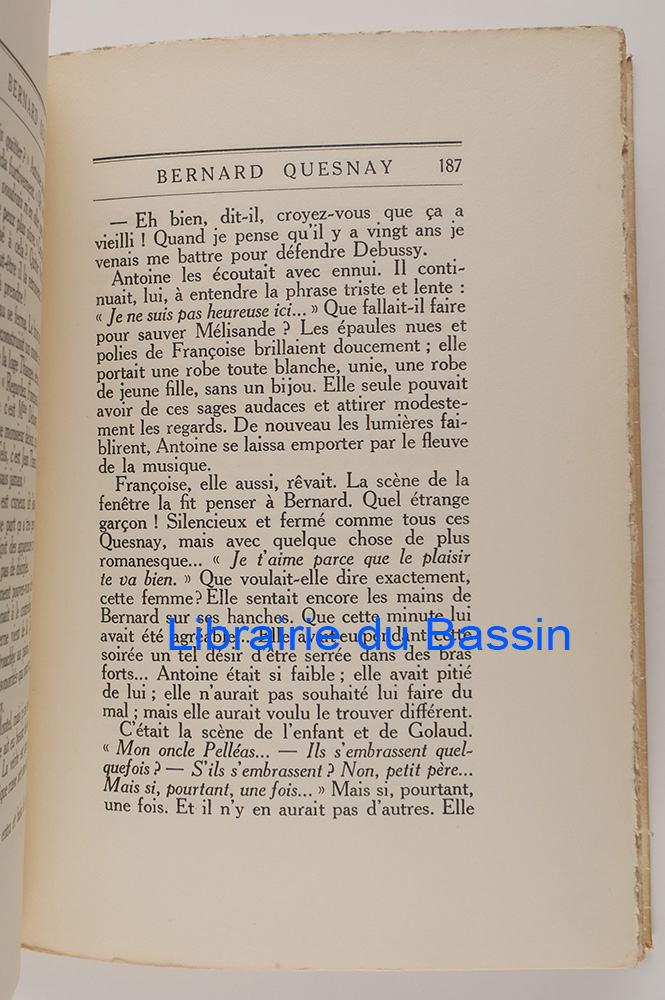 BERNARD QUESNAY 187
— Eh bien, dit-il, croyez-vous que ça a
vieilli ! Quand je pense qu'il y a vingt ans je
venais me battre pour défendre Debussy.
Antoine les écoutait avec ennui. Il conti-
nuait, lui, à entendre la phrase triste et lente :
« Je ne suis pas heureuse ici... » Que fallait-il faire
pour sauver Mélisande ? Les épaules nues et
polies de Françoise brillaient doucement ; elle
portait une robe toute blanche, unie, une robe
de jeune fille, sans un bijou. Elle seule pouvait
avoir de ces sages audaces et attirer modeste-
ment les regards. De nouveau les lumières fai-
blirent, Antoine se laissa emporter par le fleuve
de la musique.
Françoise, elle aussi, rêvait. La scène de la
fenêtre la fit penser à Bernard. Quel étrange
garçon ! Silencieux et fermé comme tous ces
Quesnay, mais avec quelque chose de plus
romanesque... « Je t'aime parce que le plaisir
te va bien. » Que voulait-elle dire exactement,
cette femme? Elle sentait encore les mains de
Bernard sur ses hanches. Que cette minute lui
avait été agréable... Elle avait eu pendant cette
soirée un tel désir d'être serrée dans des bras
forts... Antoine était si faible ; elle avait pitié
de lui ; elle n'aurait pas souhaité lui faire du
mal ; mais elle aurait voulu le trouver différent.
C'était la scène de l'enfant et de Golaud.
« Mon oncle Pelléas... — Ils s'embrassent quel-
quefois ? — S'ils s'embrassent ? Non, petit père...
Mais si, pourtant, une fois... » Mais si, pourtant,
une fois. Et il n'y en aurait pas d'autres. Elle
Librairie du Bassin